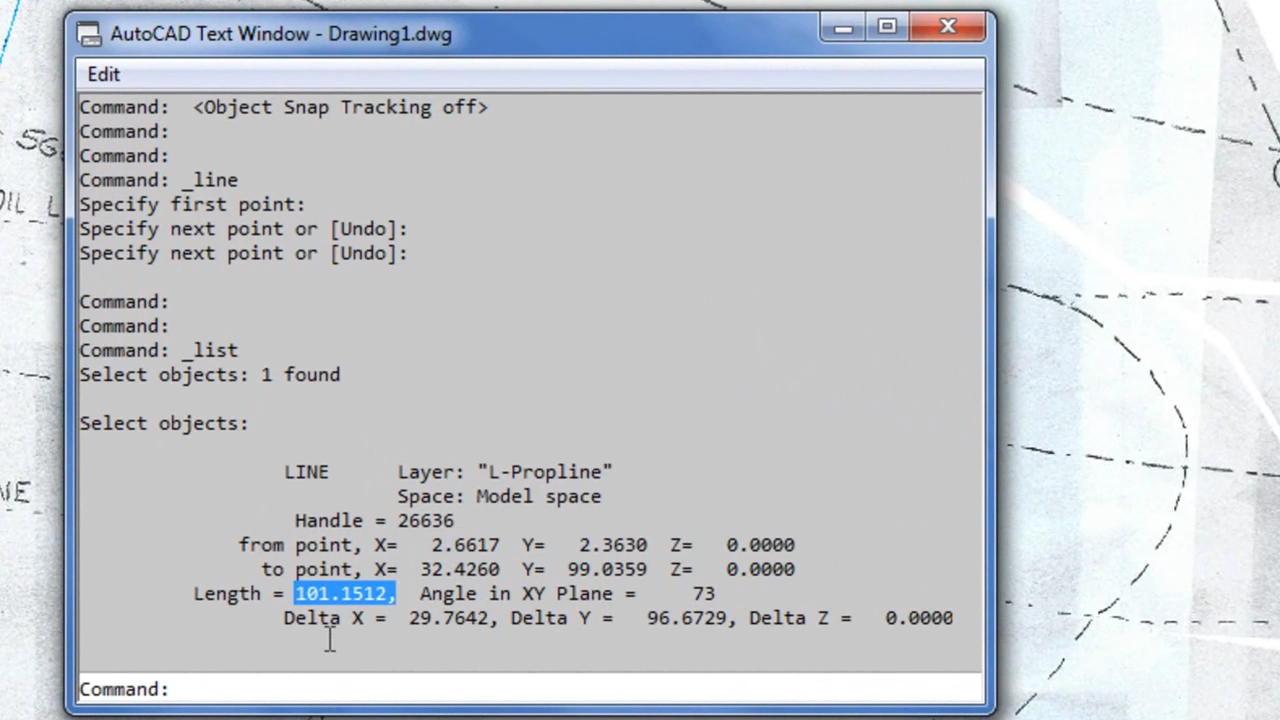 AutoCAD Text Window - Drawing1.dwg
Edit
Command:  <Object Snap Tracking off>
Command:
Command:
Command: _line
Specify first point:
Specify next point or [Undo]:
Specify next point or [Undo]:
Command:
Command:
Command: _list
Select objects: 1 found
Select objects:
LINE      Layer: "L-Propline"
Space: Model space
Handle = 26636
from point, X=   2.6617  Y=   2.3630  Z=   0.0000
to point, X=  32.4260  Y=  99.0359  Z=   0.0000
Length = 101.1512,  Angle in XY Plane =     73
Delta X =  29.7642, Delta Y =   96.6729, Delta Z =   0.0000
Command: